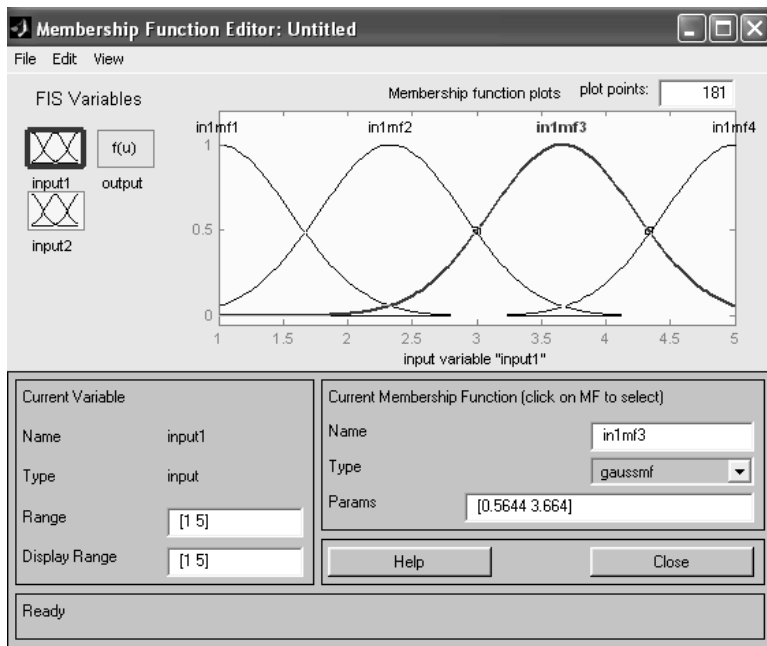 Membership Function Editor: Untitled
File Edit View
FIS Variables
Membership function plots plot points: 181
f(u)
input1 output
input2
in1mf1 in1mf2 in1mf3 in1mf4
1
0.5
0
1 1.5 2 2.5 3 3.5 4 4.5 5
input variable "input1"
Current Variable
Name input1
Type input
Range [1 5]
Display Range [1 5]
Current Membership Function (click on MF to select)
Name in1mf3
Type gaussmf
Params [0.5644 3.664]
Help Close
Ready